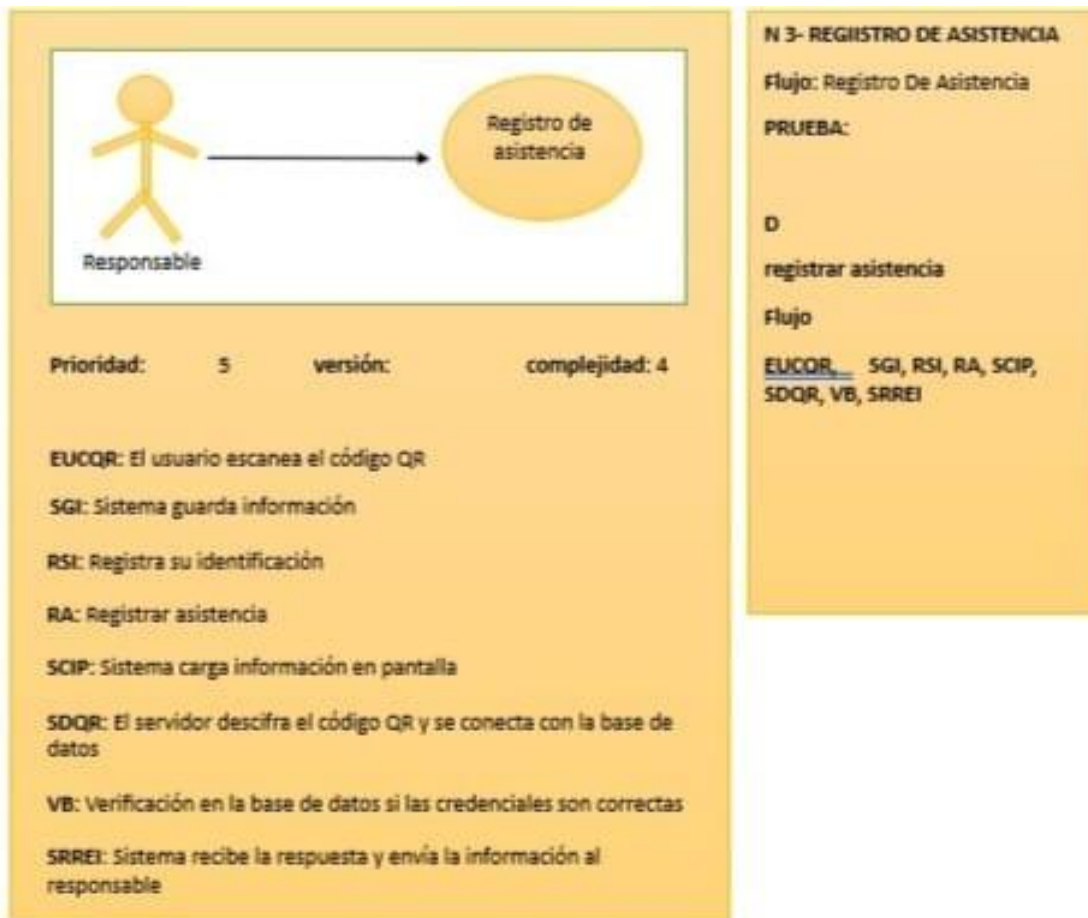 Registro de
asistencia
Responsable
Prioridad: 5 versión: complejidad: 4
EUCQR: El usuario escanea el código QR
SGI: Sistema guarda información
RSI: Registra su identificación
RA: Registrar asistencia
SCIP: Sistema carga información en pantalla
SDQR: El servidor descifra el código QR y se conecta con la base de
datos
VB: Verificación en la base de datos si las credenciales son correctas
SRREI: Sistema recibe la respuesta y envía la información al
responsable
N 3- REGIISTRO DE ASISTENCIA
Flujo: Registro De Asistencia
PRUEBA:
D
registrar asistencia
Flujo
EUCQR, SGI, RSI, RA, SCIP,
SDQR, VB, SRREI